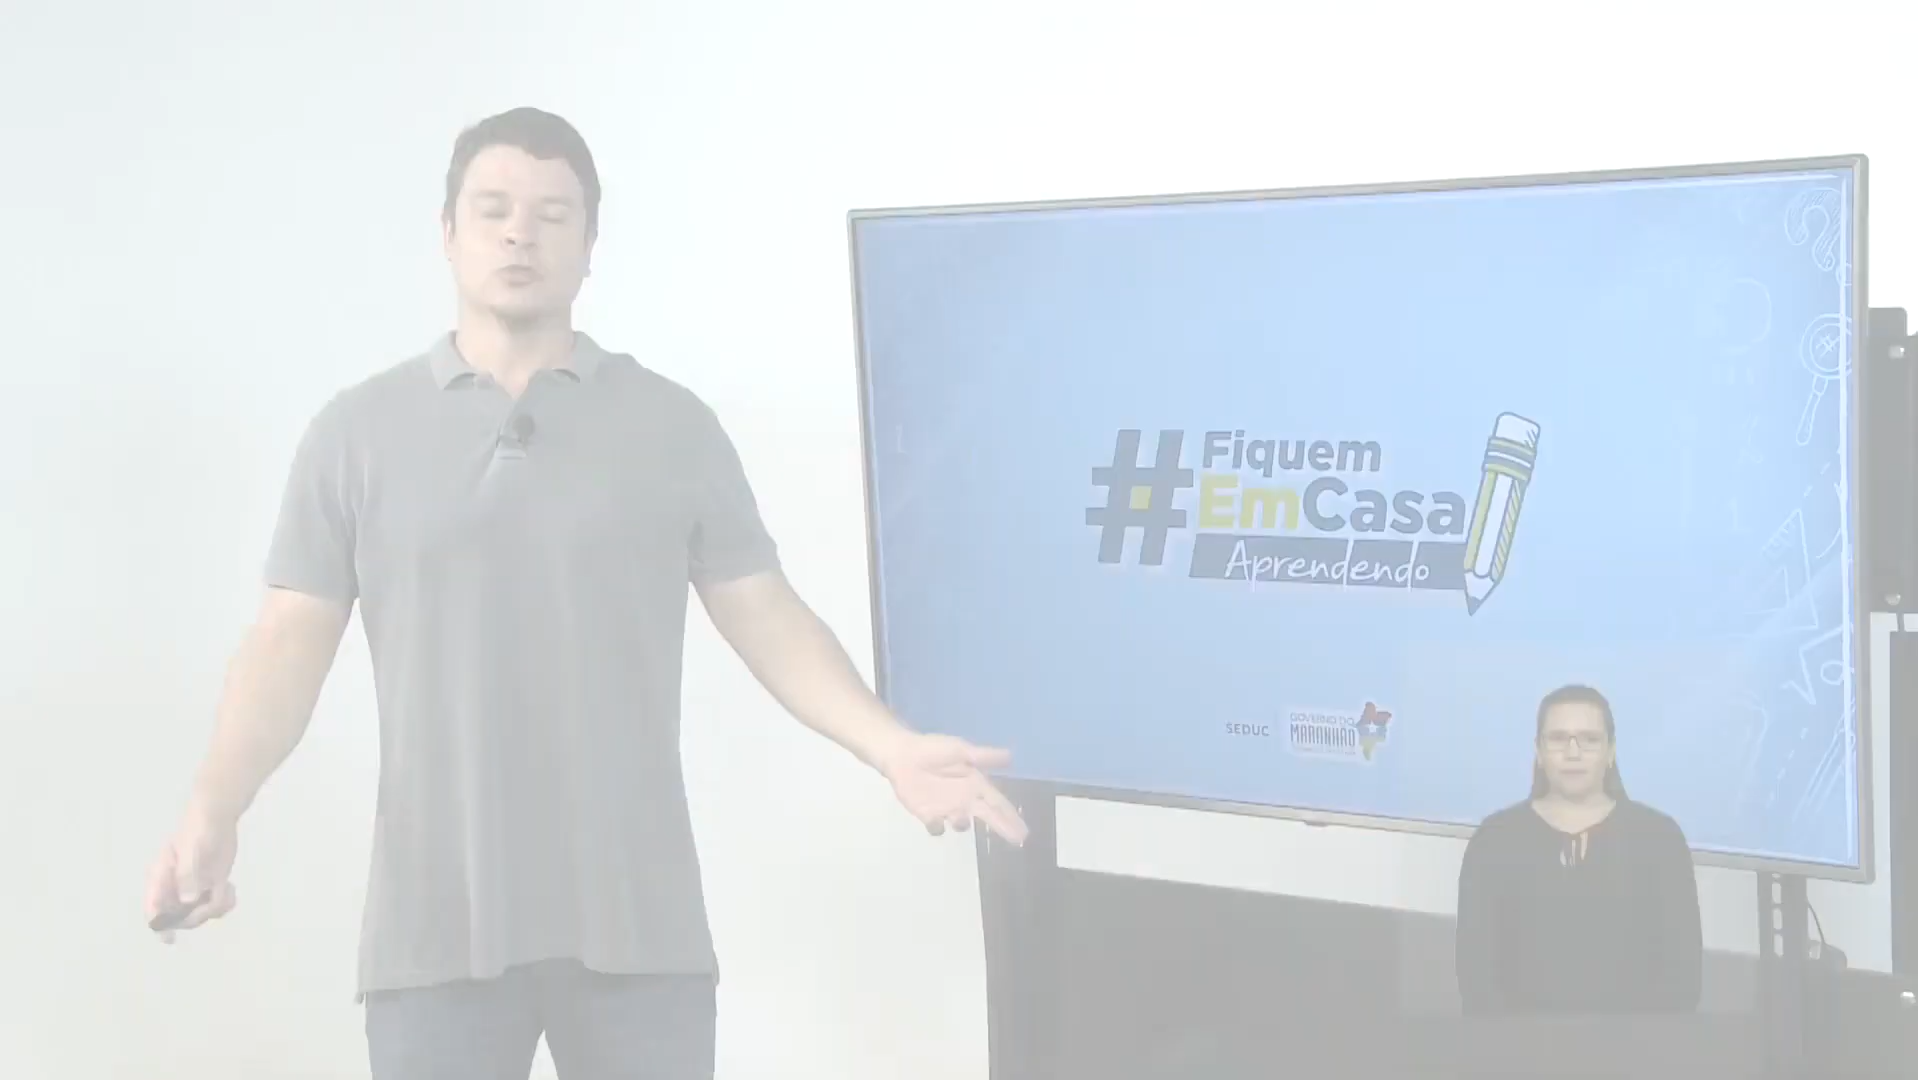 #Fiquem
EmCasa
Aprendendo
SEDUC
GOVERNO DO
MARANHÃO